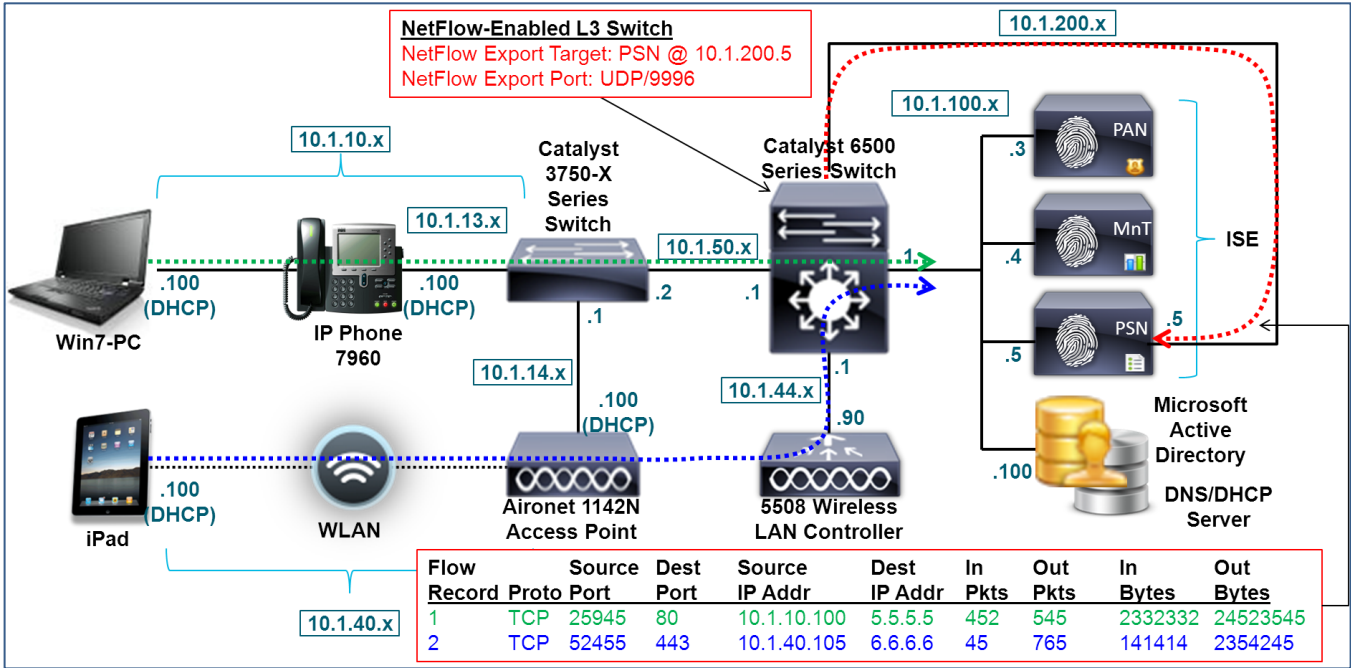 NetFlow-Enabled L3 Switch
NetFlow Export Target: PSN @ 10.1.200.5
NetFlow Export Port: UDP/9996
10.1.200.x
10.1.100.x
10.1.10.x
Catalyst
3750-X
Series
Switch
Catalyst 6500
Series Switch
PAN
.3
10.1.13.x
10.1.50.x
MnT
.4
ISE
.1
.100
(DHCP)
.100
(DHCP)
.2
.1
.1
PSN
.5
.5
Win7-PC
IP Phone
7960
10.1.14.x
.1
10.1.44.x
.100
(DHCP)
.90
Microsoft
Active
Directory
.100
DNS/DHCP
Server
.100
(DHCP)
iPad
WLAN
Aironet 1142N
Access Point
5508 Wireless
LAN Controller
10.1.40.x
Flow Source Dest Source Dest In Out In Out
Record Proto Port Port IP Addr IP Addr Pkts Pkts Bytes Bytes
1 TCP 25945 80 10.1.10.100 5.5.5.5 452 545 2332332 24523545
2 TCP 52455 443 10.1.40.105 6.6.6.6 45 765 141414 2354245